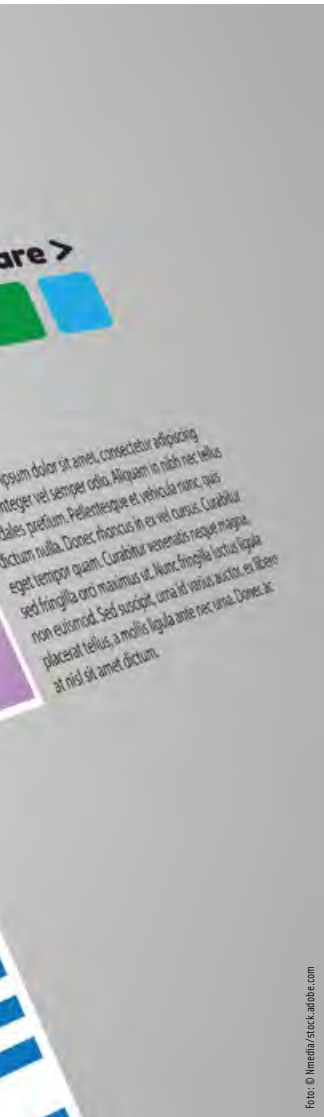 are >
ipsum dolor sit amet, consectetur adipiscing
integer vel semper odio. Aliquam in nibh nec tellus
dales pretium. Pellentesque et vehicula nunc, quis
dictum nulla. Donec rhoncus in ex vel cursus. Curabitur
eget tempor quam. Curabitur venenatis neque magna,
sed fringilla orci maximus ut. Nunc fringilla luctus ligula
non euismod. Sed suscipit, urna id varius auctor, ex libero
placerat tellus, a mollis ligula ante nec urna. Donec ac
at nisl sit amet dictum.
Foto: © Nmedia/stock.adobe.com